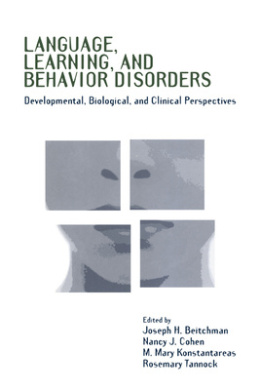 LANGUAGE,
LEARNING, AND
BEHAVIOR DISORDERS
Developmental, Biological, and Clinical Perspectives
Edited by
Joseph H. Beitchman
Nancy J. Cohen
M. Mary Konstantareas
Rosemary Tannock